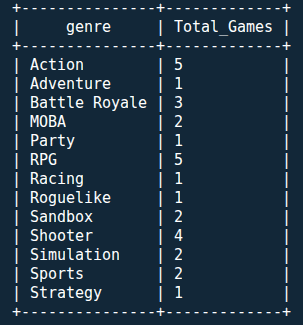 +---------------+-------------+
|     genre     | Total_Games |
+---------------+-------------+
| Action        | 5           |
| Adventure     | 1           |
| Battle Royale | 3           |
| MOBA          | 2           |
| Party         | 1           |
| RPG           | 5           |
| Racing        | 1           |
| Roguelike     | 1           |
| Sandbox       | 2           |
| Shooter       | 4           |
| Simulation    | 2           |
| Sports        | 2           |
| Strategy      | 1           |
+---------------+-------------+